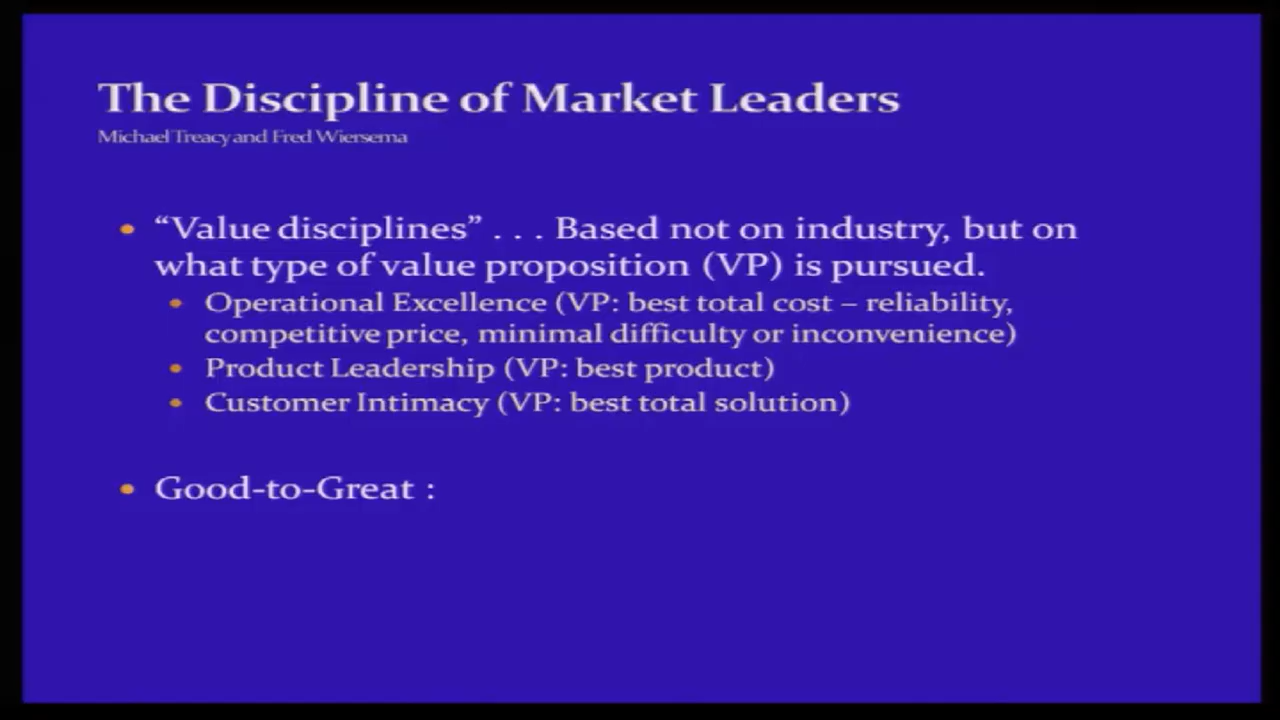 The Discipline of Market Leaders
Michael Treacy and Fred Wiersema
• “Value disciplines” . . . Based not on industry, but on
what type of value proposition (VP) is pursued.
• Operational Excellence (VP: best total cost – reliability,
competitive price, minimal difficulty or inconvenience)
• Product Leadership (VP: best product)
• Customer Intimacy (VP: best total solution)
• Good-to-Great :